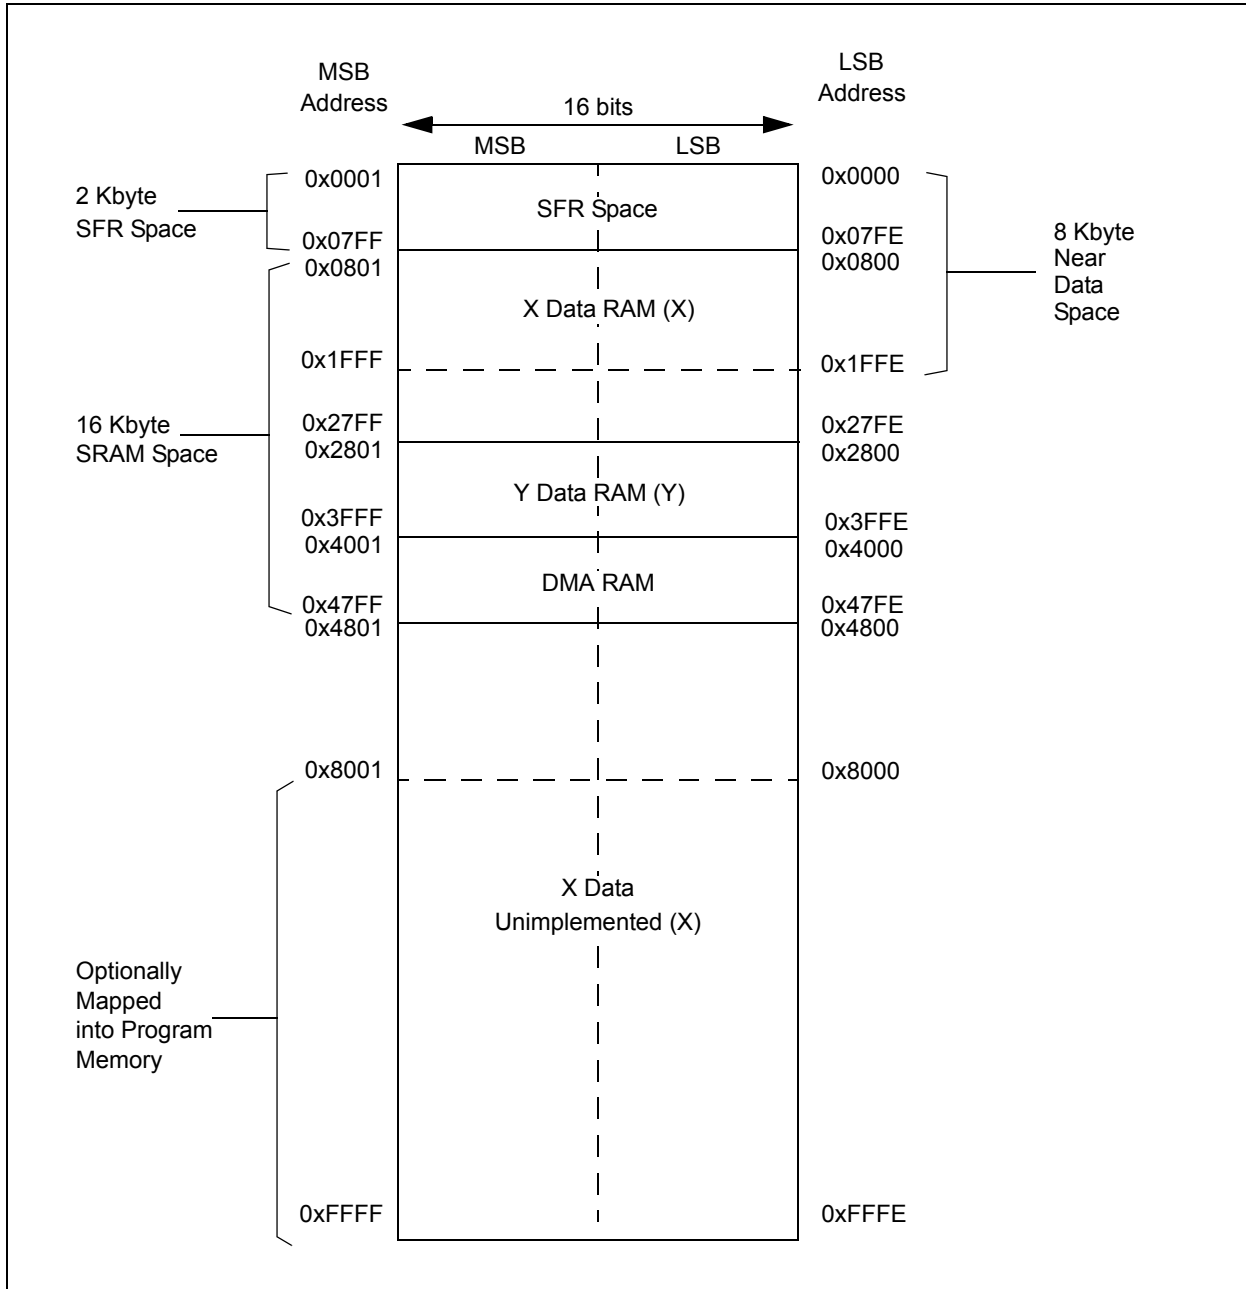 MSB
Address
LSB
Address
16 bits
MSB
LSB
2 Kbyte
SFR Space
0x0001
0x07FF
0x0801
SFR Space
0x0000
0x07FE
0x0800
8 Kbyte
Near
Data
Space
X Data RAM (X)
0x1FFF
0x1FFE
16 Kbyte
SRAM Space
0x27FF
0x2801
0x27FE
0x2800
Y Data RAM (Y)
0x3FFF
0x4001
0x3FFE
0x4000
DMA RAM
0x47FF
0x4801
0x47FE
0x4800
0x8001
0x8000
X Data
Unimplemented (X)
Optionally
Mapped
into Program
Memory
0xFFFF
0xFFFE